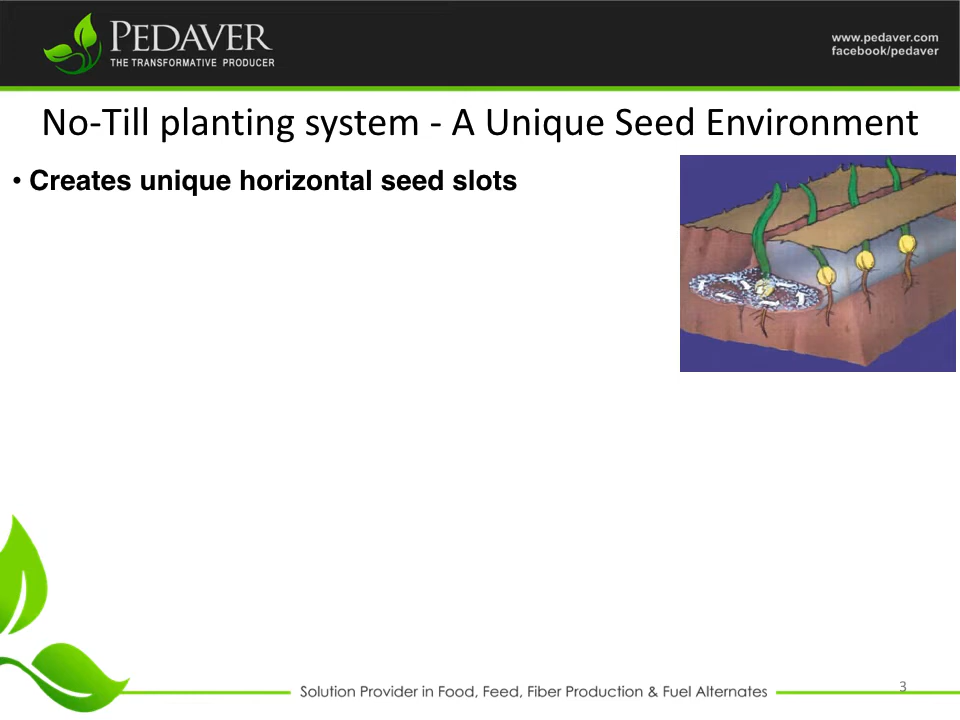 PEDAVER
THE TRANSFORMATIVE PRODUCER
www.pedaver.com
facebook/pedaver
No-Till planting system - A Unique Seed Environment
• Creates unique horizontal seed slots
Solution Provider in Food, Feed, Fiber Production & Fuel Alternates
3